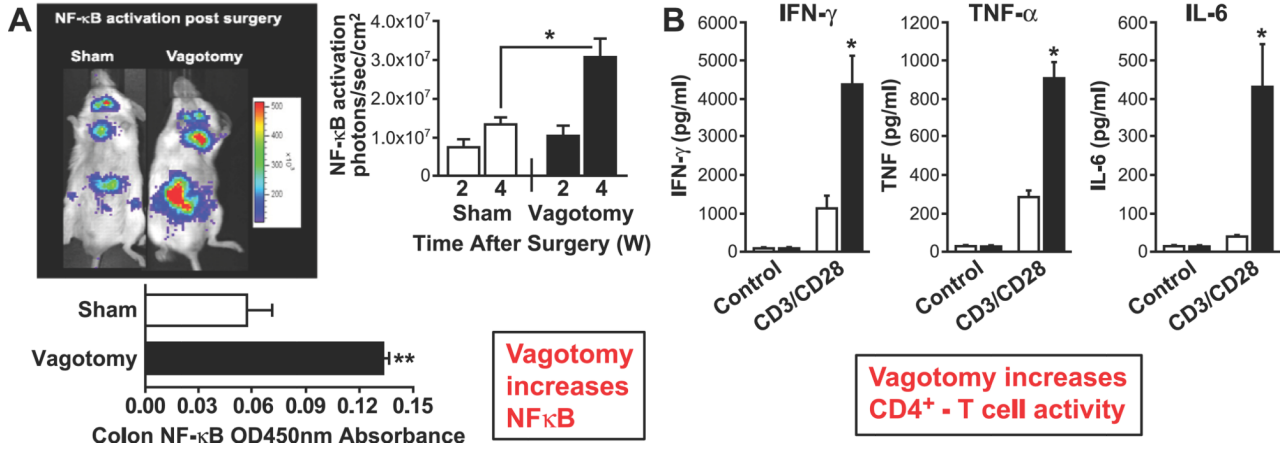 A
NF-κB activation post surgery
Sham Vagotomy
500
400
300
200
×10⁶
NF-κB activation
photons/sec/cm²
4.0x10⁷
3.0x10⁷
2.0x10⁷
1.0x10⁷
0
*
2 4 2 4
Sham Vagotomy
Time After Surgery (W)
Sham
Vagotomy
**
0.00 0.03 0.06 0.09 0.12 0.15
Colon NF-κB OD450nm Absorbance
Vagotomy
increases
NFκB
B
IFN-γ
IFN-γ (pg/ml)
6000
5000
4000
3000
2000
1000
0
*
Control
CD3/CD28
TNF-α
TNF (pg/ml)
1200
1000
800
600
400
200
0
*
Control
CD3/CD28
IL-6
IL-6 (pg/ml)
600
500
400
300
200
100
0
*
Control
CD3/CD28
Vagotomy increases
CD4⁺ - T cell activity